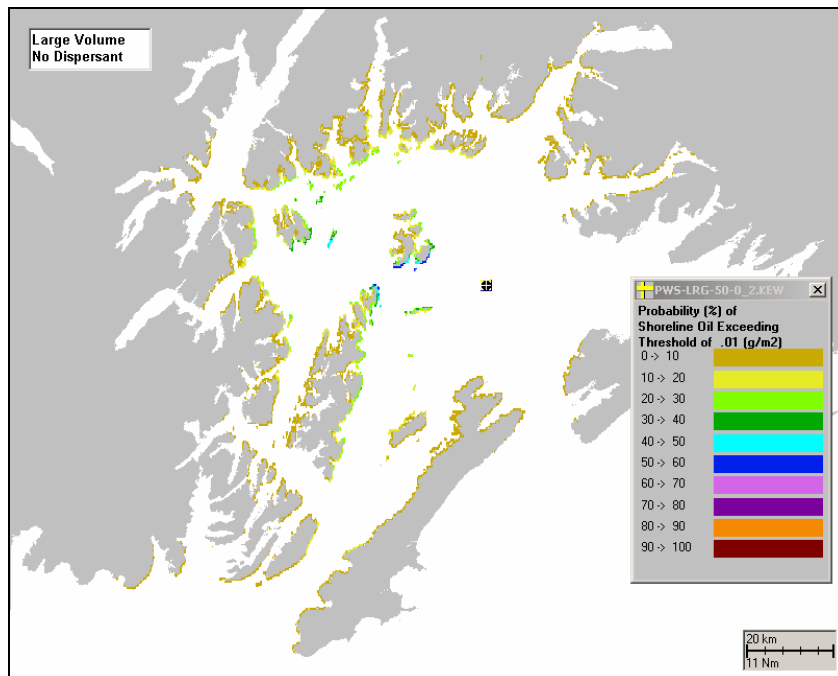 Large Volume
No Dispersant
PWS-LRG-50-0_2.KEW
Probability (%) of
Shoreline Oil Exceeding
Threshold of .01 (g/m2)
0 -> 10
10 -> 20
20 -> 30
30 -> 40
40 -> 50
50 -> 60
60 -> 70
70 -> 80
80 -> 90
90 -> 100
20 km
11 Nm